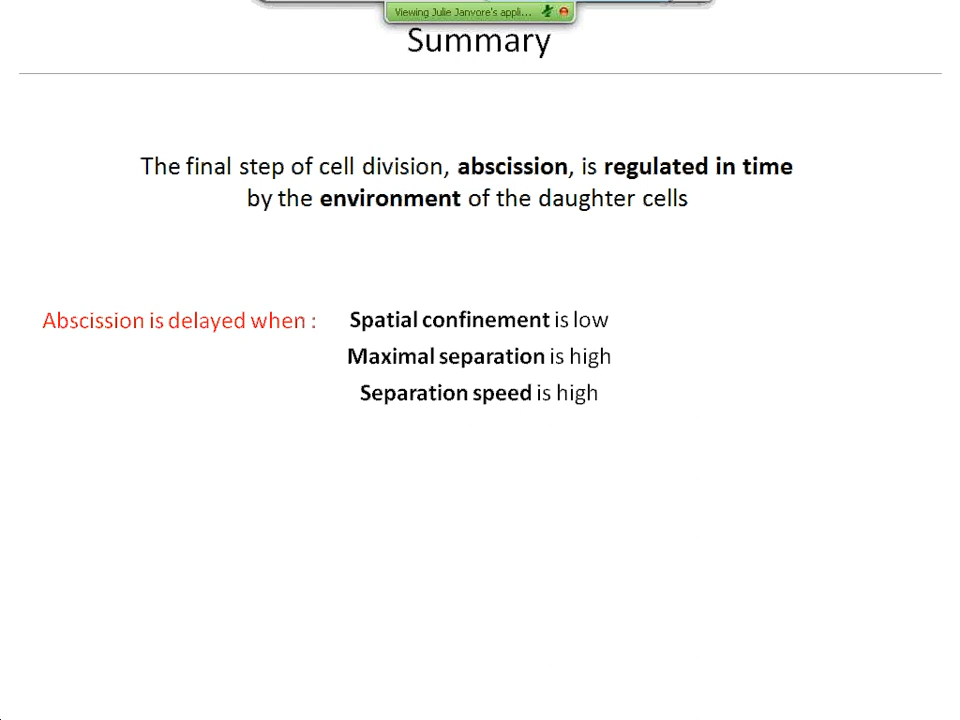 Viewing Julie Janvore's appli...
Summary
The final step of cell division, abscission, is regulated in time
by the environment of the daughter cells
Abscission is delayed when : Spatial confinement is low
Maximal separation is high
Separation speed is high